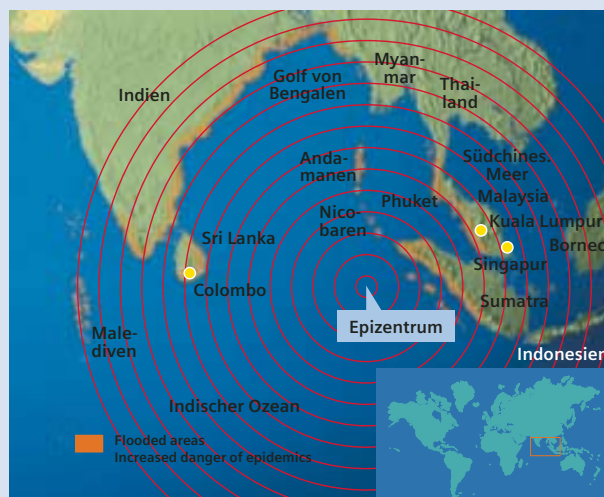 Indien
Golf von
Bengalen
Myan-
mar
Thai-
land
Anda-
manen
Südchines.
Meer
Phuket
Malaysia
Nico-
baren
Kuala Lumpur
Sri Lanka
Borneo
Singapur
Colombo
Sumatra
Epizentrum
Male-
diven
Indonesien
Indischer Ozean
Flooded areas
Increased danger of epidemics